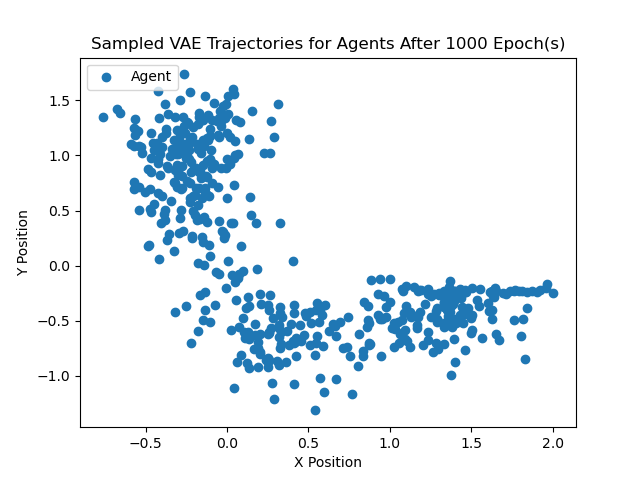 Sampled VAE Trajectories for Agents After 1000 Epoch(s)
Agent
1.5
1.0
0.5
0.0
−0.5
−1.0
Y Position
−0.5 0.0 0.5 1.0 1.5 2.0
X Position